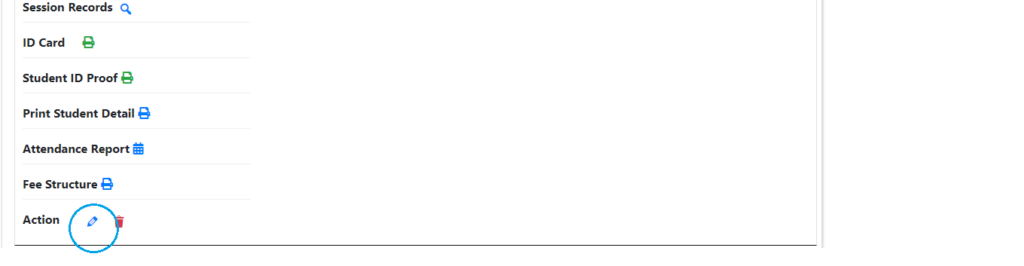 Session Records
ID Card
Student ID Proof
Print Student Detail
Attendance Report
Fee Structure
Action